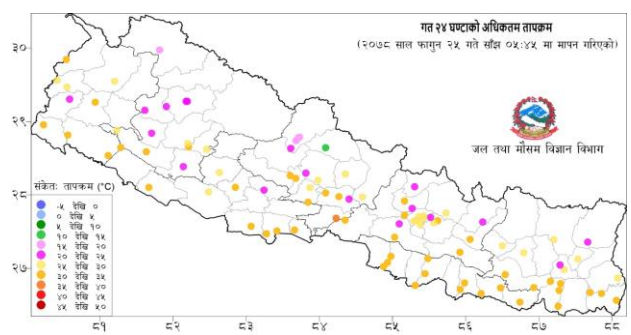 गत २४ घण्टाको अधिकतम तापक्रम
(२०७८ साल फागुन २५ गते साँझ ०५:४५ मा मापन गरिएको)
जल तथा मौसम विज्ञान विभाग
३०
२९
२८
२७
संकेत: तापक्रम (°C)
-५ देखि ०
० देखि ५
५ देखि १०
१० देखि १५
१५ देखि २०
२० देखि २५
२५ देखि ३०
३० देखि ३५
३५ देखि ४०
४० देखि ४५
४५ देखि ५०
८१ ८२ ८३ ८४ ८५ ८६ ८७ ८८